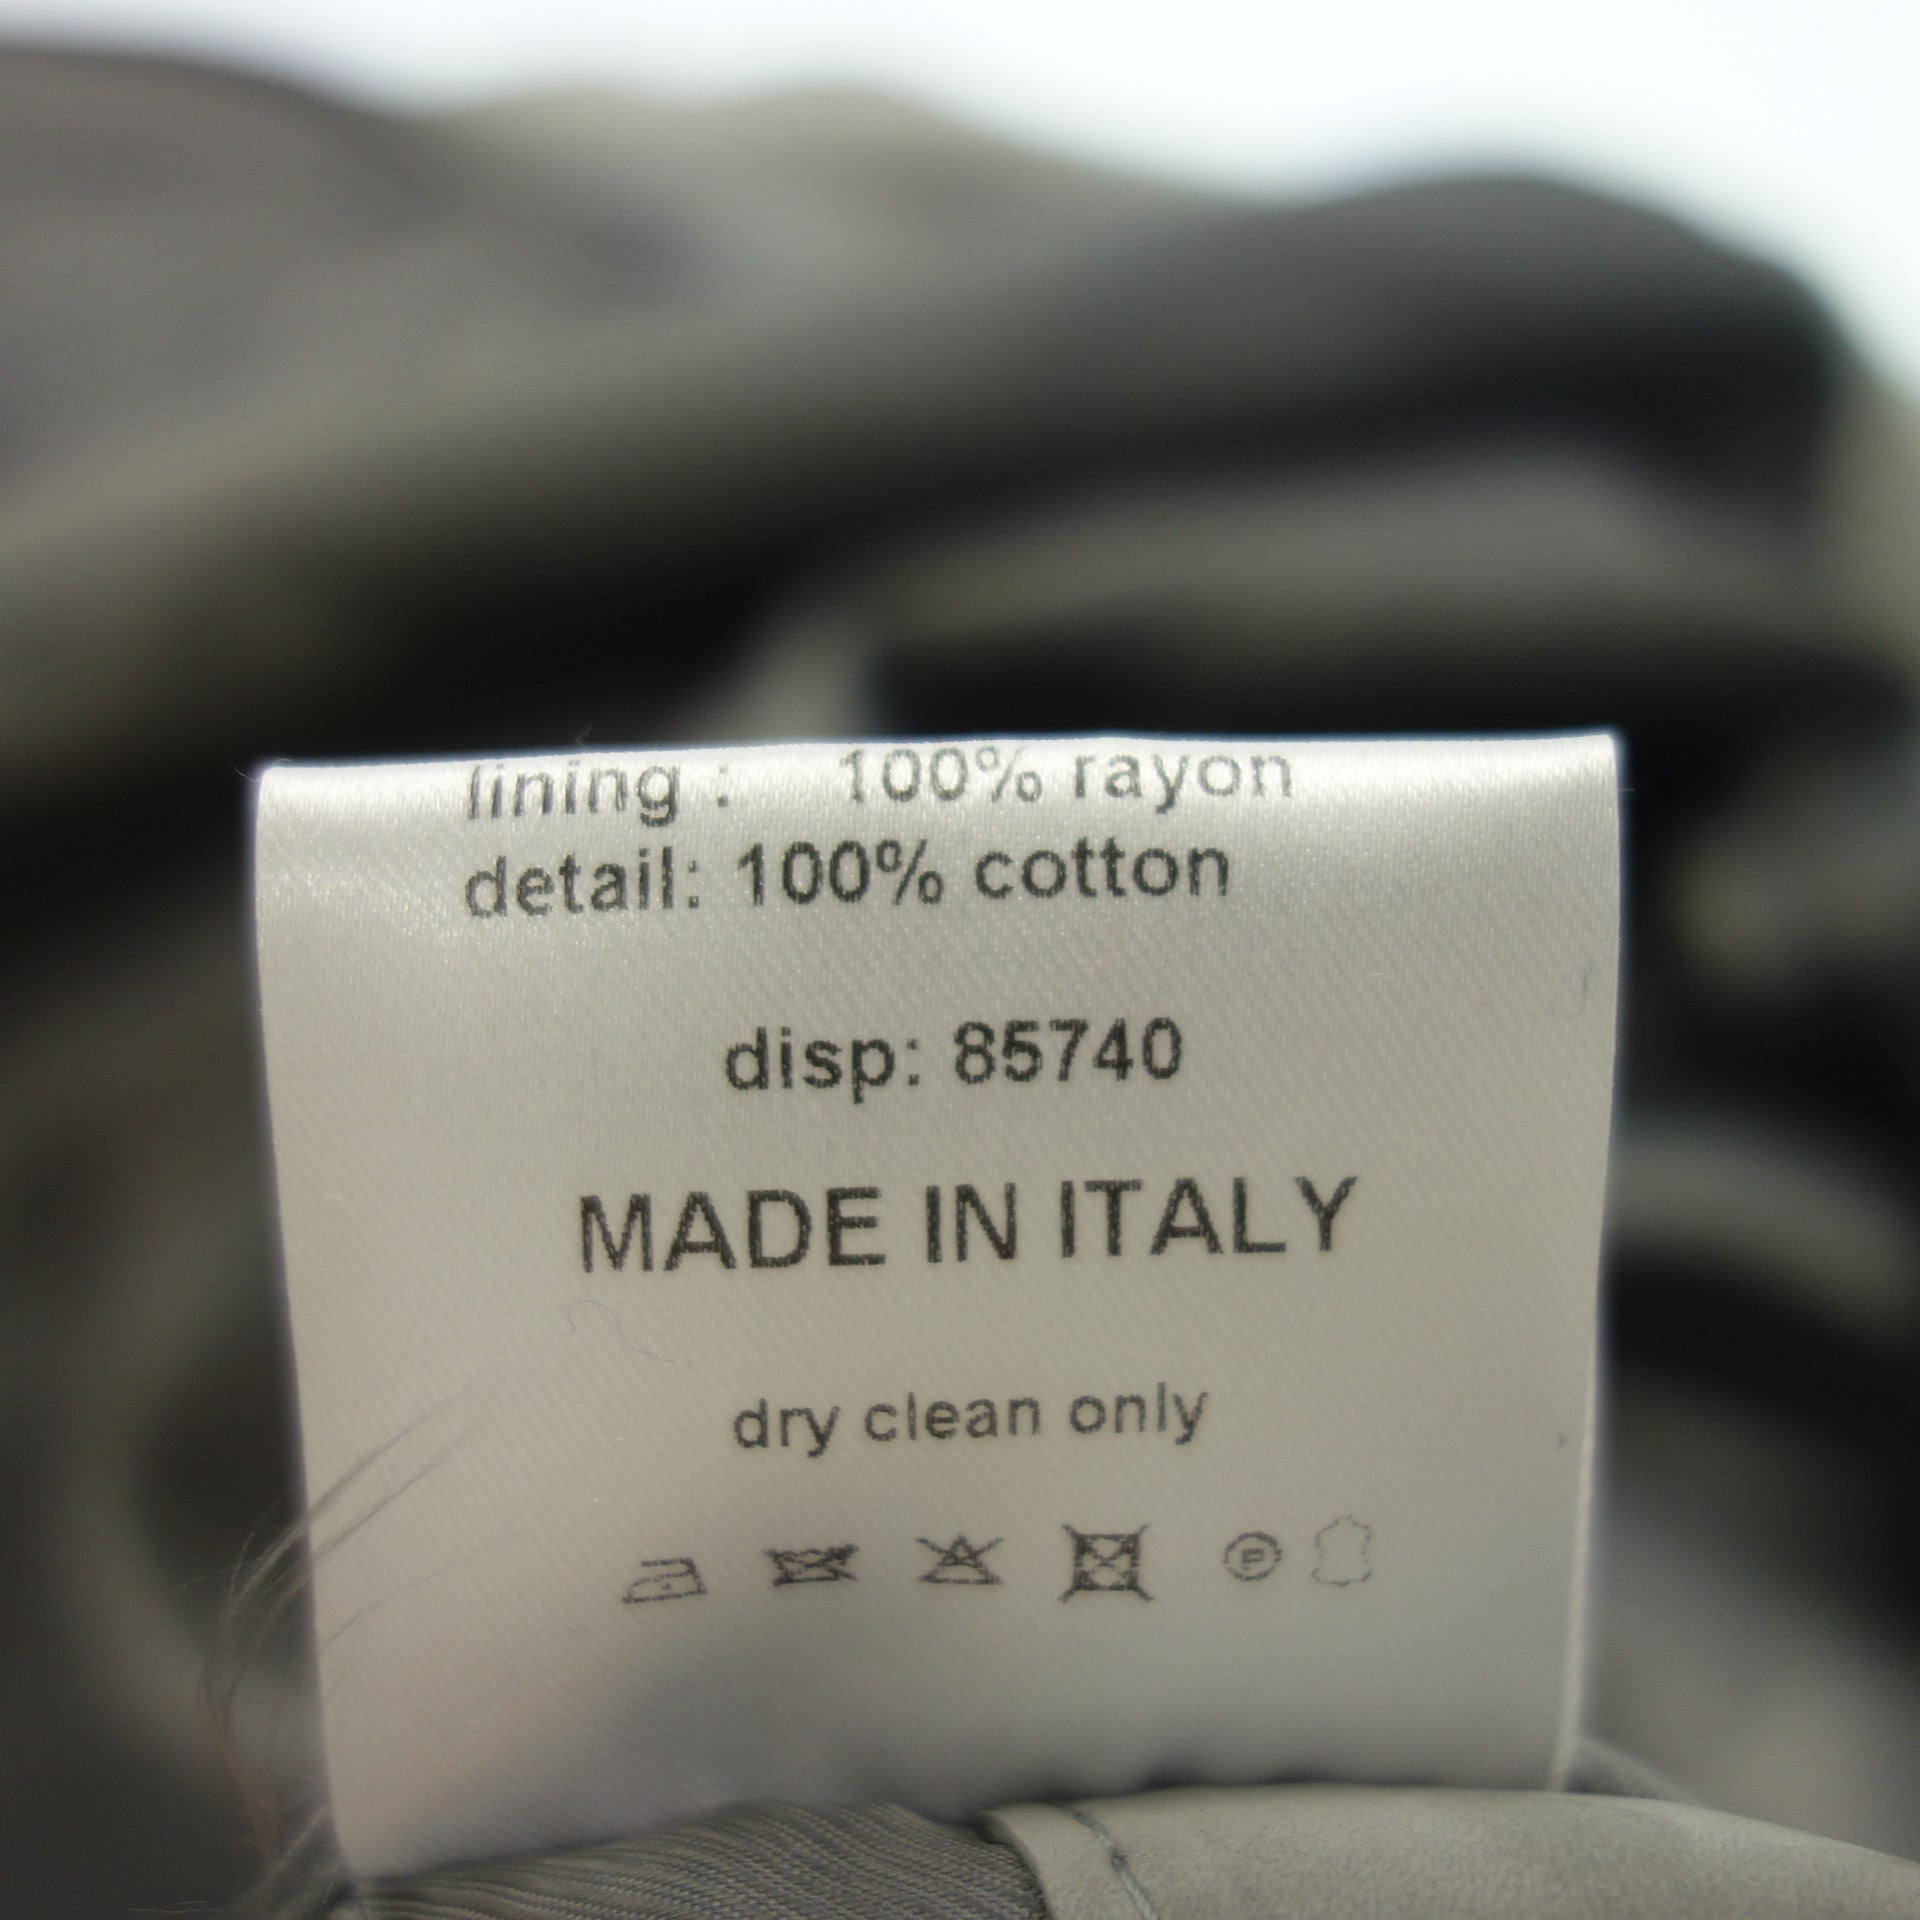 lining : 100% rayon
detail: 100% cotton
disp: 85740
MADE IN ITALY
dry clean only
P